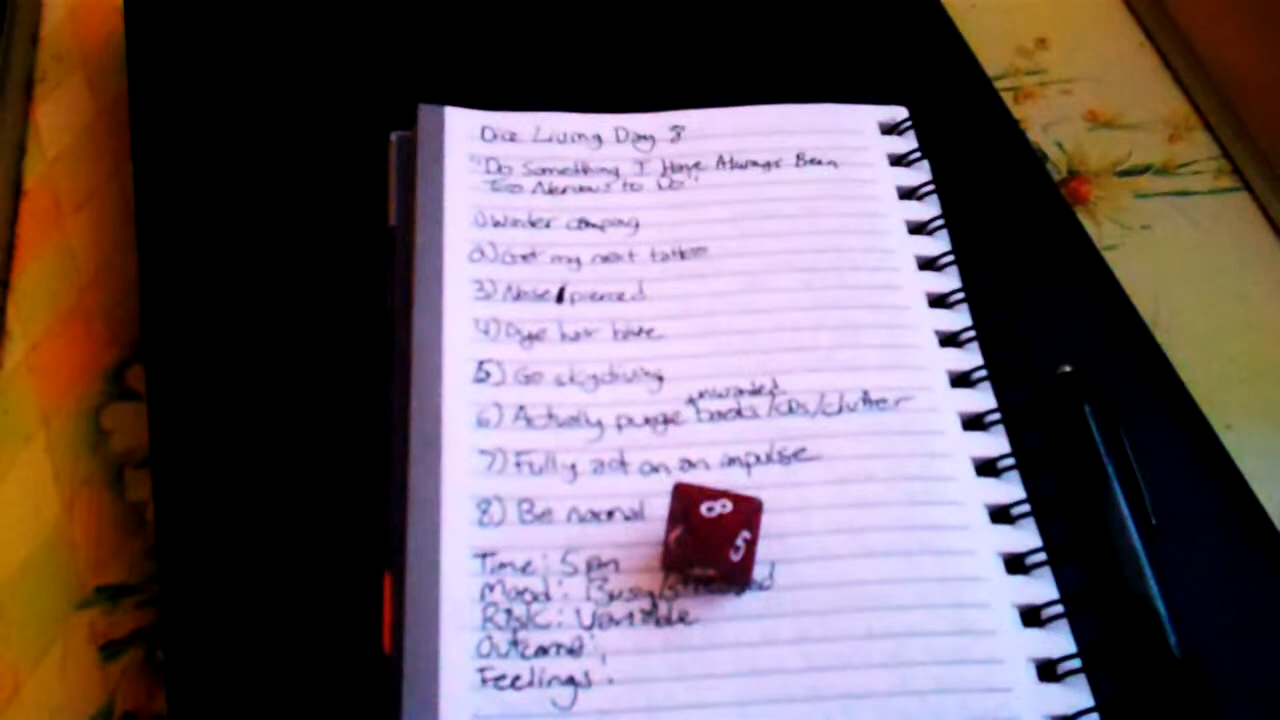 Dice Living Day 8
"Do Something I Have Always Been
Too Nervous to Do"
1) Winter camping
2) Get my next tattoo
3) Nose pierced
4) Dye hair blue
5) Go skydiving
unwanted
6) Actually purge books/CDs/clutter
7) Fully act on an impulse
8) Be normal
8
5
Time: 5pm
Mood: Busy/
Risk: Variable
Outcome:
Feelings: